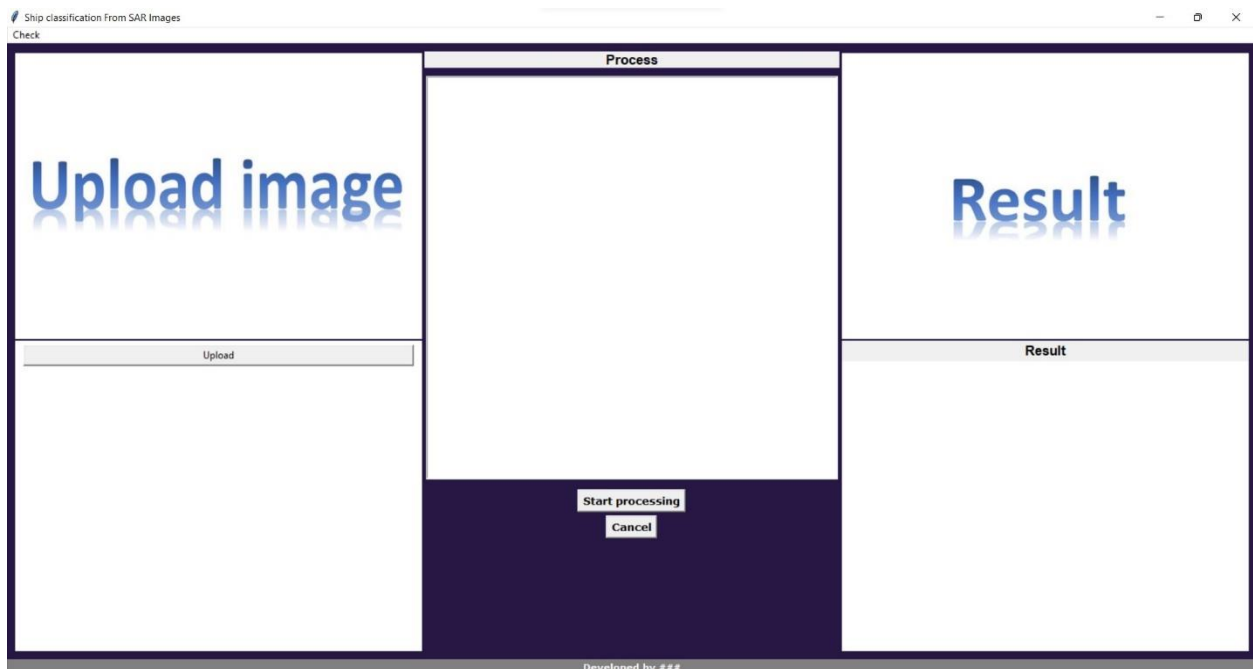 Ship classification From SAR Images
Check
Upload image
Process
Result
Upload
Result
Start processing
Cancel
Developed by ###